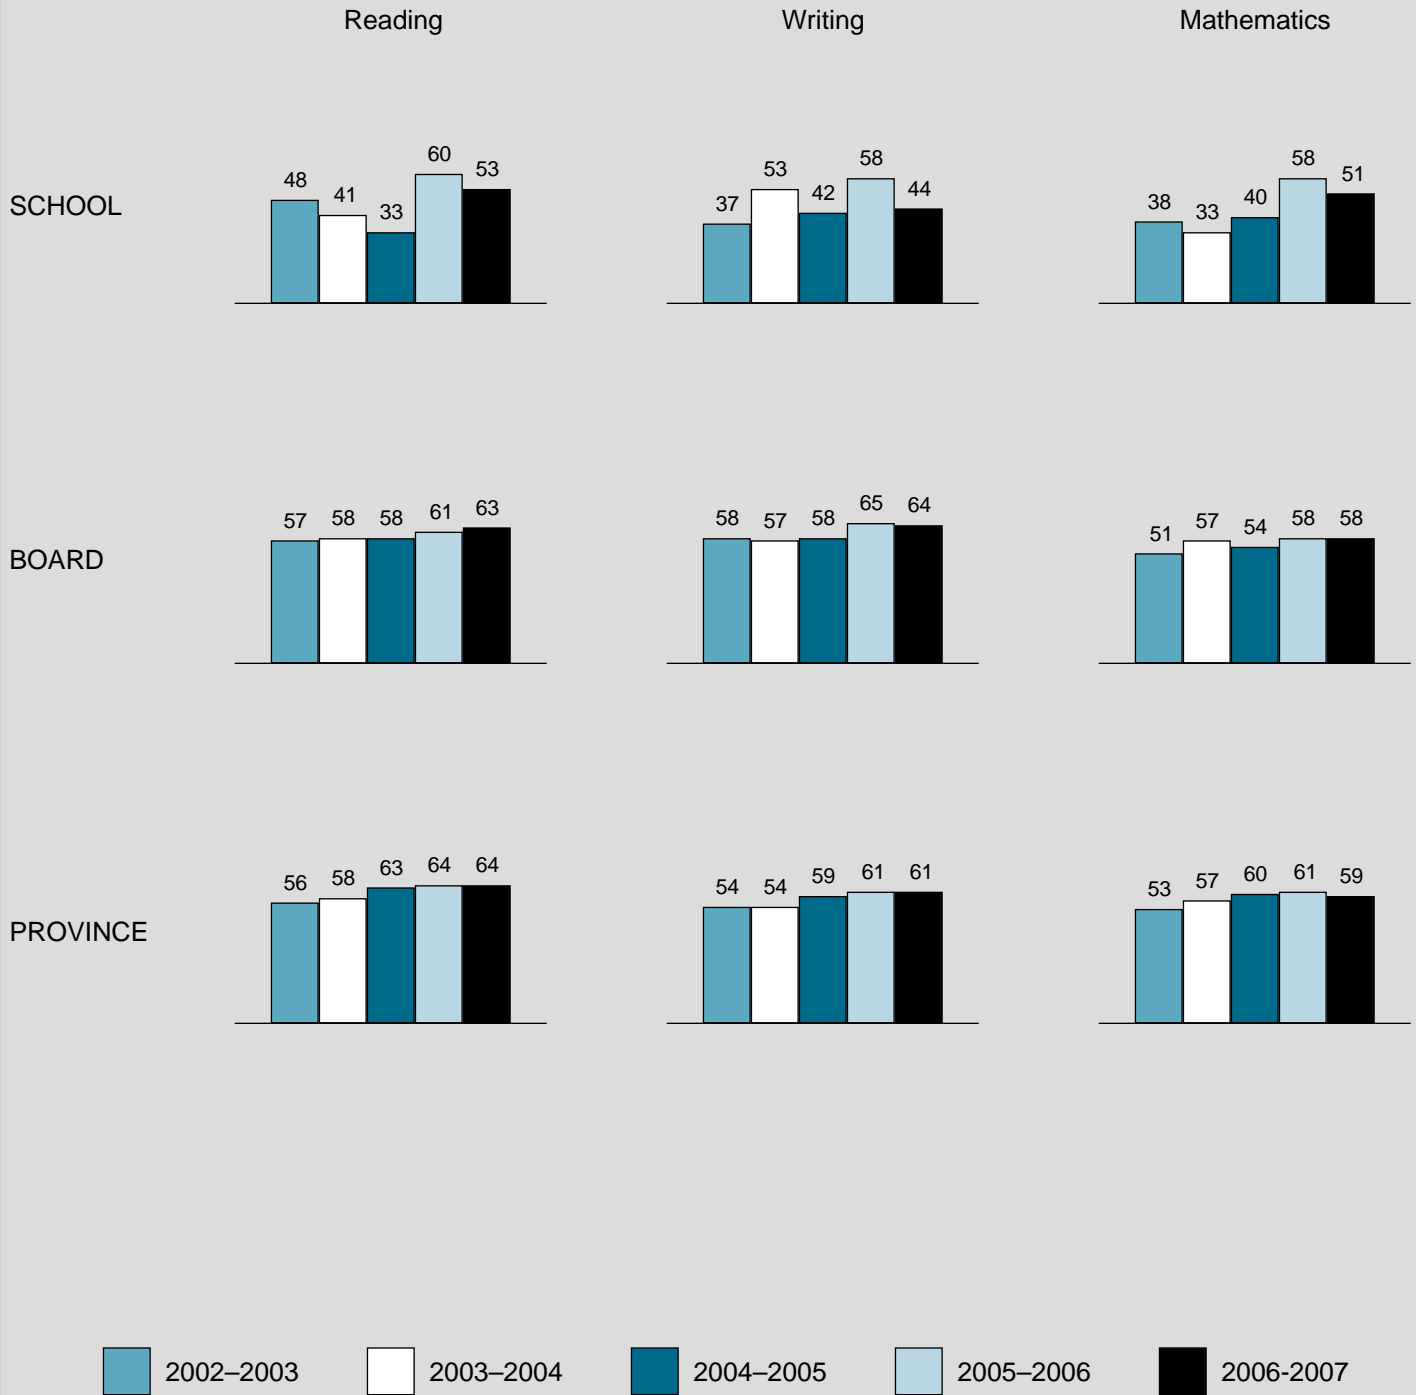 Reading Writing Mathematics
SCHOOL
48 41 33 60 53
37 53 42 58 44
38 33 40 58 51
BOARD
57 58 58 61 63
58 57 58 65 64
51 57 54 58 58
PROVINCE
56 58 63 64 64
54 54 59 61 61
53 57 60 61 59
2002–2003 2003–2004 2004–2005 2005–2006 2006-2007